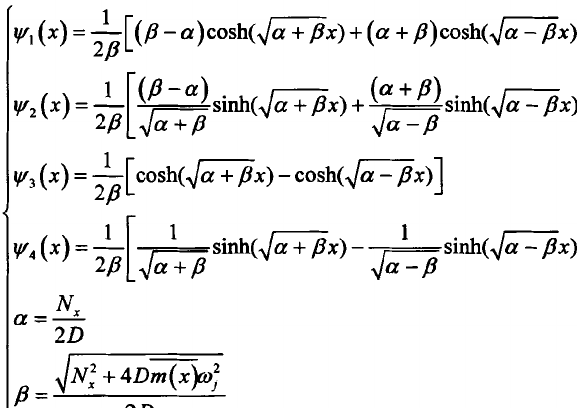 ψ₁(x) = 1/(2β) [(β−α)cosh(√(α+β)x) + (α+β)cosh(√(α−β)x)
ψ₂(x) = 1/(2β) [(β−α)/√(α+β) sinh(√(α+β)x) + (α+β)/√(α−β) sinh(√(α−β)x)
ψ₃(x) = 1/(2β) [cosh(√(α+β)x) − cosh(√(α−β)x)]
ψ₄(x) = 1/(2β) [1/√(α+β) sinh(√(α+β)x) − 1/√(α−β) sinh(√(α−β)x)
α = Nₓ/(2D)
β = √(Nₓ² + 4D m̅(̅x̅)̅ωⱼ²)/(2D)